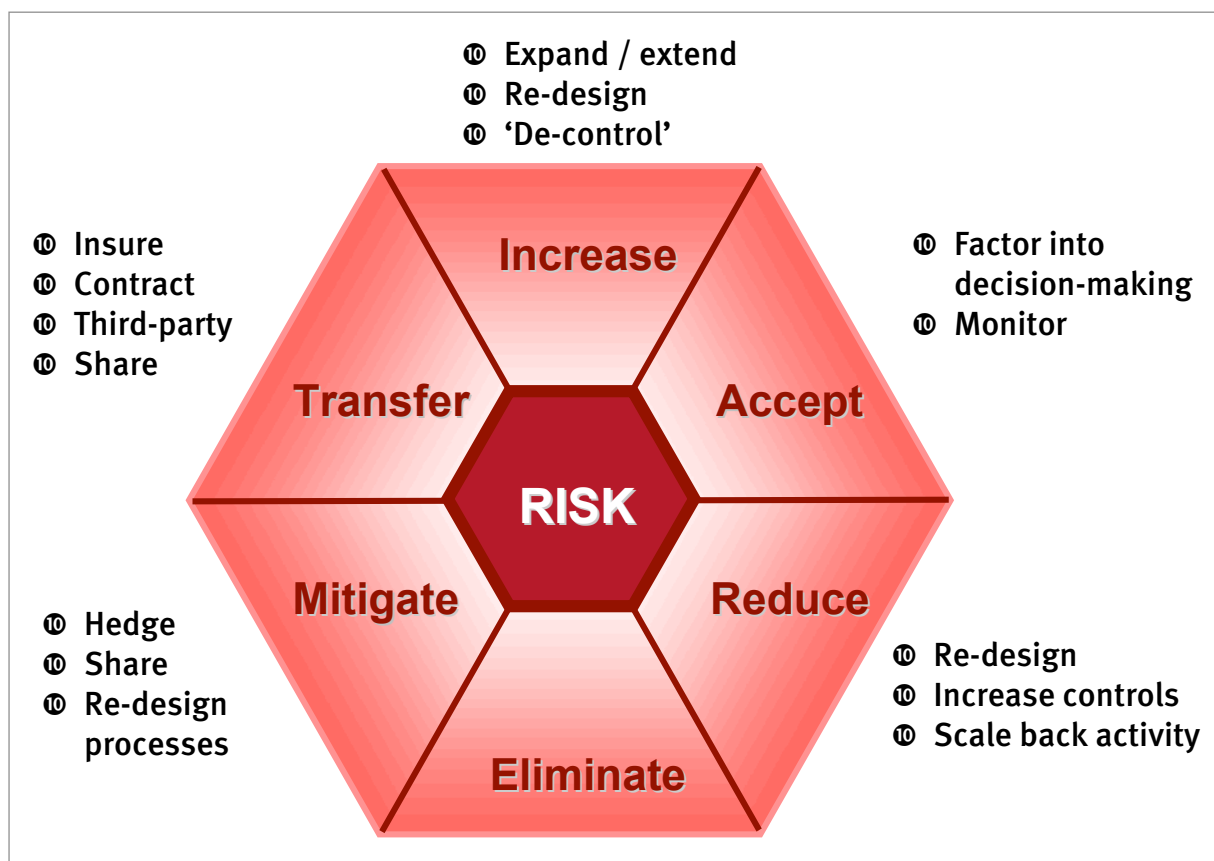 ❿ Expand / extend
❿ Re-design
❿ ‘De-control’
Increase
❿ Insure
❿ Contract
❿ Third-party
❿ Share
Transfer
❿ Factor into
decision-making
❿ Monitor
Accept
RISK
Mitigate
❿ Hedge
❿ Share
❿ Re-design
processes
Reduce
❿ Re-design
❿ Increase controls
❿ Scale back activity
Eliminate